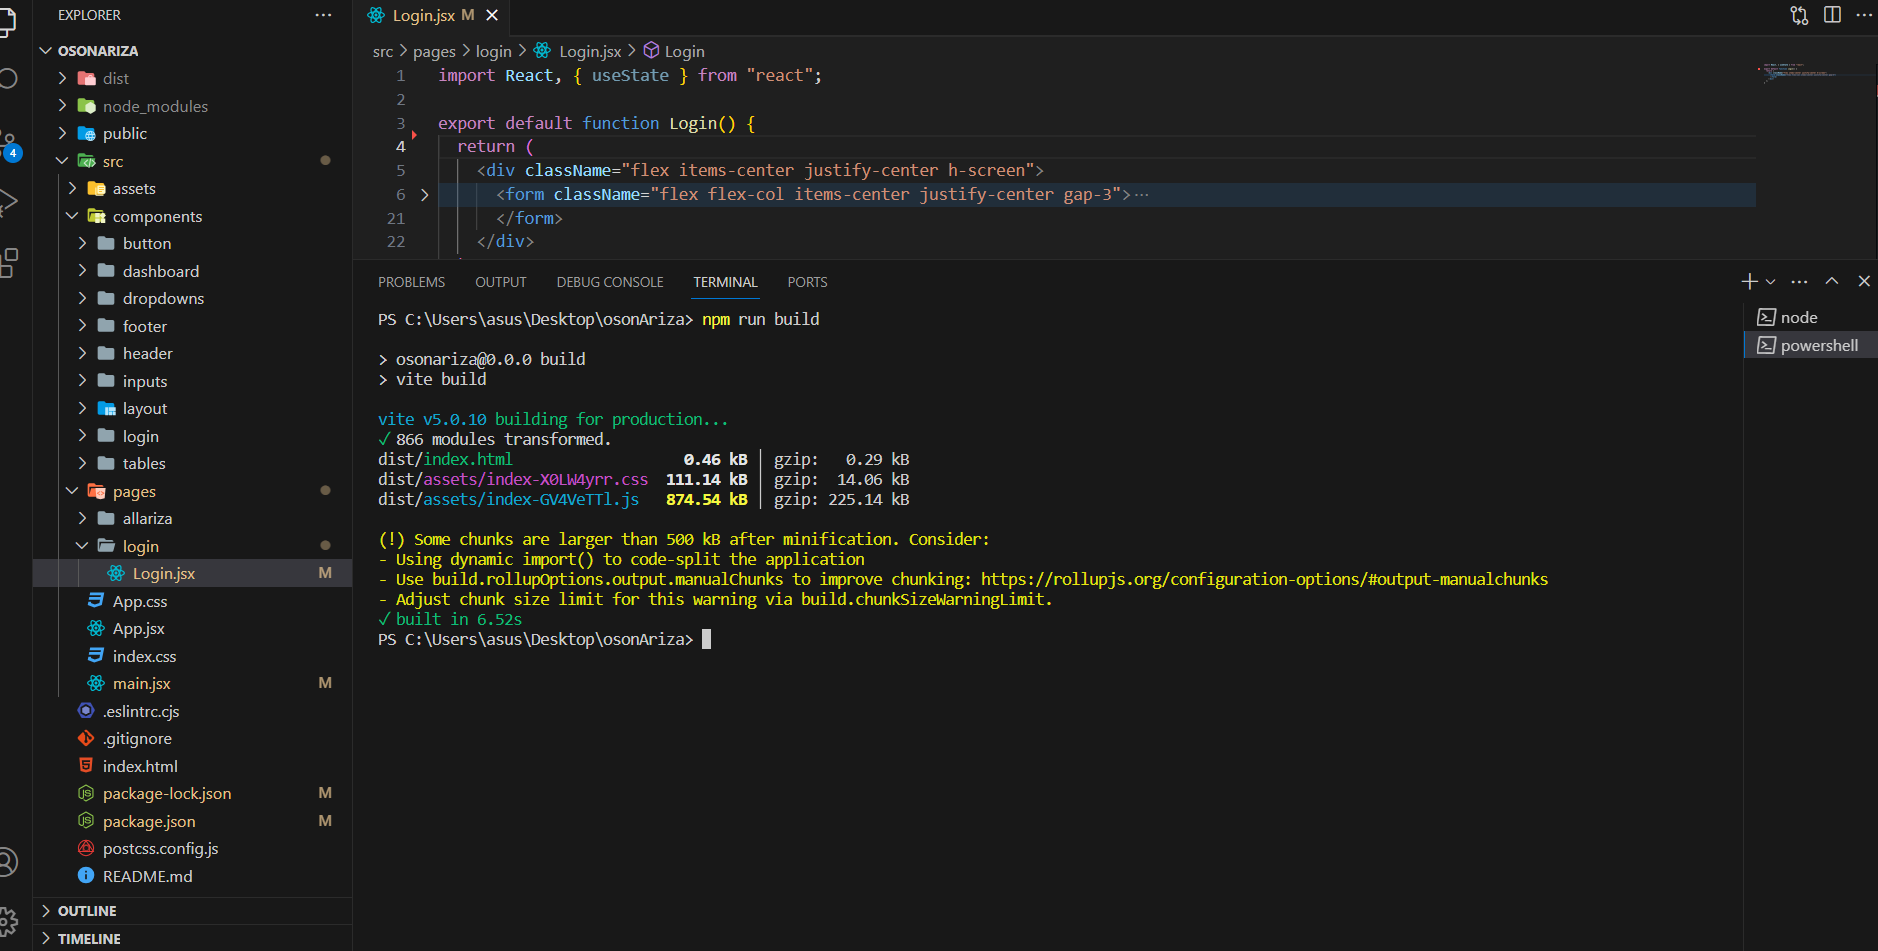 EXPLORER
OSONARIZA
dist
node_modules
public
src
assets
components
button
dashboard
dropdowns
footer
header
inputs
layout
login
tables
pages
allariza
login
Login.jsx M
App.css
App.jsx
index.css
main.jsx M
.eslintrc.cjs
.gitignore
index.html
package-lock.json M
package.json M
postcss.config.js
README.md
OUTLINE
TIMELINE
4
Login.jsx M
src > pages > login > Login.jsx > Login
1 import React, { useState } from "react";
2
3 export default function Login() {
4 return (
5 <div className="flex items-center justify-center h-screen">
6 <form className="flex flex-col items-center justify-center gap-3">…
21 </form>
22 </div>
PROBLEMS OUTPUT DEBUG CONSOLE TERMINAL PORTS
PS C:\Users\asus\Desktop\osonAriza> npm run build
> osonariza@0.0.0 build
> vite build
vite v5.0.10 building for production...
✓ 866 modules transformed.
dist/index.html 0.46 kB │ gzip: 0.29 kB
dist/assets/index-X0LW4yrr.css 111.14 kB │ gzip: 14.06 kB
dist/assets/index-GV4VeTTl.js 874.54 kB │ gzip: 225.14 kB
(!) Some chunks are larger than 500 kB after minification. Consider:
- Using dynamic import() to code-split the application
- Use build.rollupOptions.output.manualChunks to improve chunking: https://rollupjs.org/configuration-options/#output-manualchunks
- Adjust chunk size limit for this warning via build.chunkSizeWarningLimit.
✓ built in 6.52s
PS C:\Users\asus\Desktop\osonAriza>
node
powershell